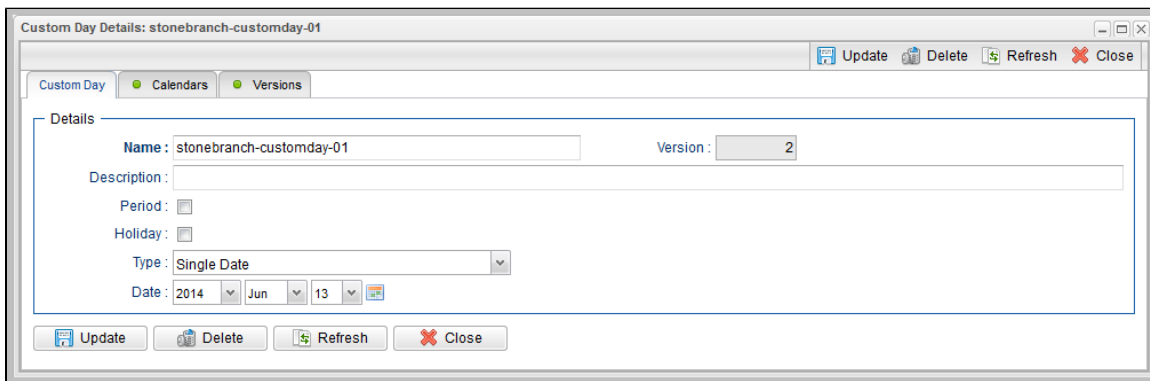 Custom Day Details: stonebranch-customday-01
Update Delete Refresh Close
Custom Day Calendars Versions
Details
Name : stonebranch-customday-01 Version : 2
Description :
Period :
Holiday :
Type : Single Date
Date : 2014 Jun 13
Update Delete Refresh Close